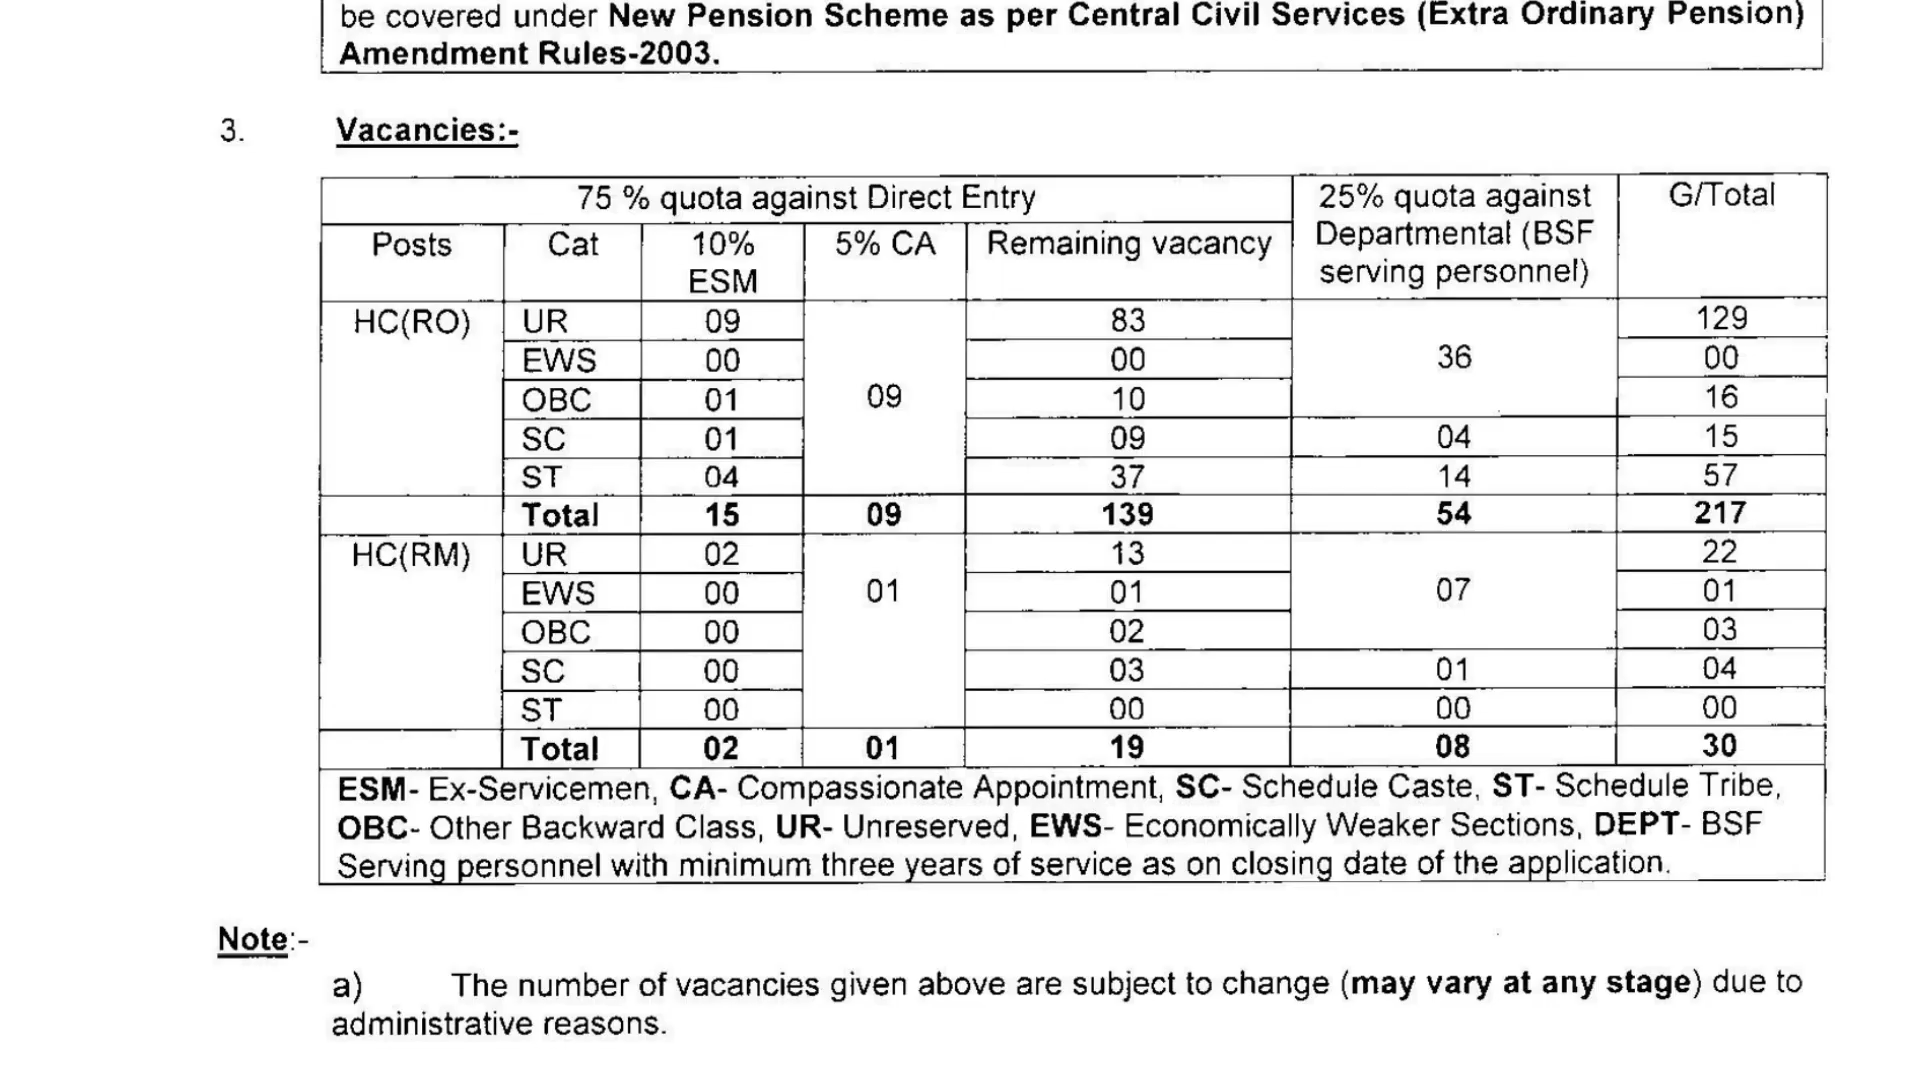 be covered under New Pension Scheme as per Central Civil Services (Extra Ordinary Pension)
Amendment Rules-2003.
3. Vacancies:-
75 % quota against Direct Entry 25% quota against Departmental (BSF serving personnel) G/Total
Posts Cat 10% ESM 5% CA Remaining vacancy
HC(RO) UR 09 83 129
EWS 00 00 36 00
OBC 01 09 10 16
SC 01 09 04 15
ST 04 37 14 57
Total 15 09 139 54 217
HC(RM) UR 02 13 22
EWS 00 01 01 07 01
OBC 00 02 03
SC 00 03 01 04
ST 00 00 00 00
Total 02 01 19 08 30
ESM- Ex-Servicemen, CA- Compassionate Appointment, SC- Schedule Caste, ST- Schedule Tribe,
OBC- Other Backward Class, UR- Unreserved, EWS- Economically Weaker Sections, DEPT- BSF
Serving personnel with minimum three years of service as on closing date of the application.
Note:-
a) The number of vacancies given above are subject to change (may vary at any stage) due to
administrative reasons.